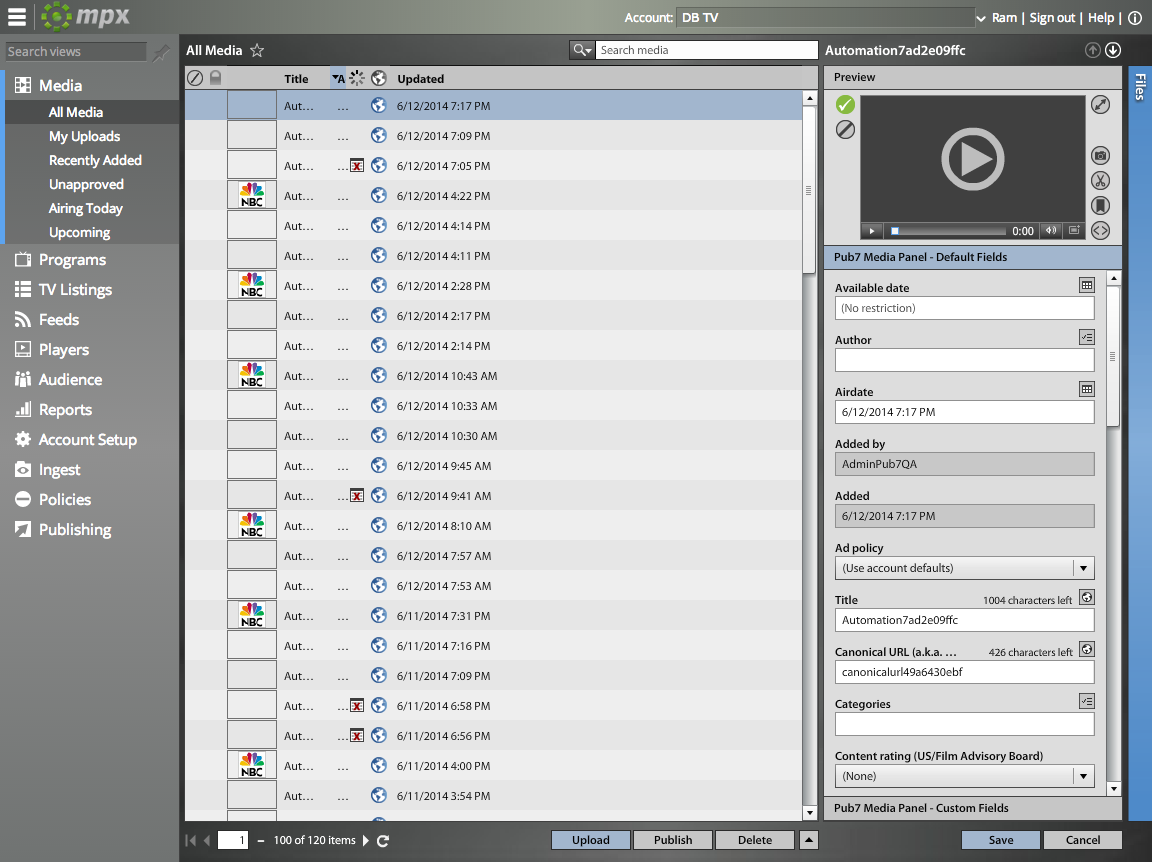 mpx
Account: DB TV
Ram | Sign out | Help |
Search views
All Media
Search media
Automation7ad2e09ffc
Media
All Media
My Uploads
Recently Added
Unapproved
Airing Today
Upcoming
Programs
TV Listings
Feeds
Players
Audience
Reports
Account Setup
Ingest
Policies
Publishing
Title A Updated
Aut... ... 6/12/2014 7:17 PM
Aut... ... 6/12/2014 7:09 PM
Aut... ... 6/12/2014 7:05 PM
NBC Aut... ... 6/12/2014 4:22 PM
Aut... ... 6/12/2014 4:14 PM
Aut... ... 6/12/2014 4:11 PM
NBC Aut... ... 6/12/2014 2:28 PM
Aut... ... 6/12/2014 2:17 PM
Aut... ... 6/12/2014 2:14 PM
NBC Aut... ... 6/12/2014 10:43 AM
Aut... ... 6/12/2014 10:33 AM
Aut... ... 6/12/2014 10:30 AM
Aut... ... 6/12/2014 9:45 AM
Aut... ... 6/12/2014 9:41 AM
NBC Aut... ... 6/12/2014 8:10 AM
Aut... ... 6/12/2014 7:57 AM
Aut... ... 6/12/2014 7:53 AM
NBC Aut... ... 6/11/2014 7:31 PM
Aut... ... 6/11/2014 7:16 PM
Aut... ... 6/11/2014 7:09 PM
Aut... ... 6/11/2014 6:58 PM
Aut... ... 6/11/2014 6:56 PM
NBC Aut... ... 6/11/2014 4:00 PM
Aut... ... 6/11/2014 3:54 PM
1 – 100 of 120 items
Upload
Publish
Delete
Preview
0:00
Pub7 Media Panel - Default Fields
Available date
(No restriction)
Author
Airdate
6/12/2014 7:17 PM
Added by
AdminPub7QA
Added
6/12/2014 7:17 PM
Ad policy
(Use account defaults)
Title 1004 characters left
Automation7ad2e09ffc
Canonical URL (a.k.a. ... 426 characters left
canonicalurl49a6430ebf
Categories
Content rating (US/Film Advisory Board)
(None)
Pub7 Media Panel - Custom Fields
Save
Cancel
Files